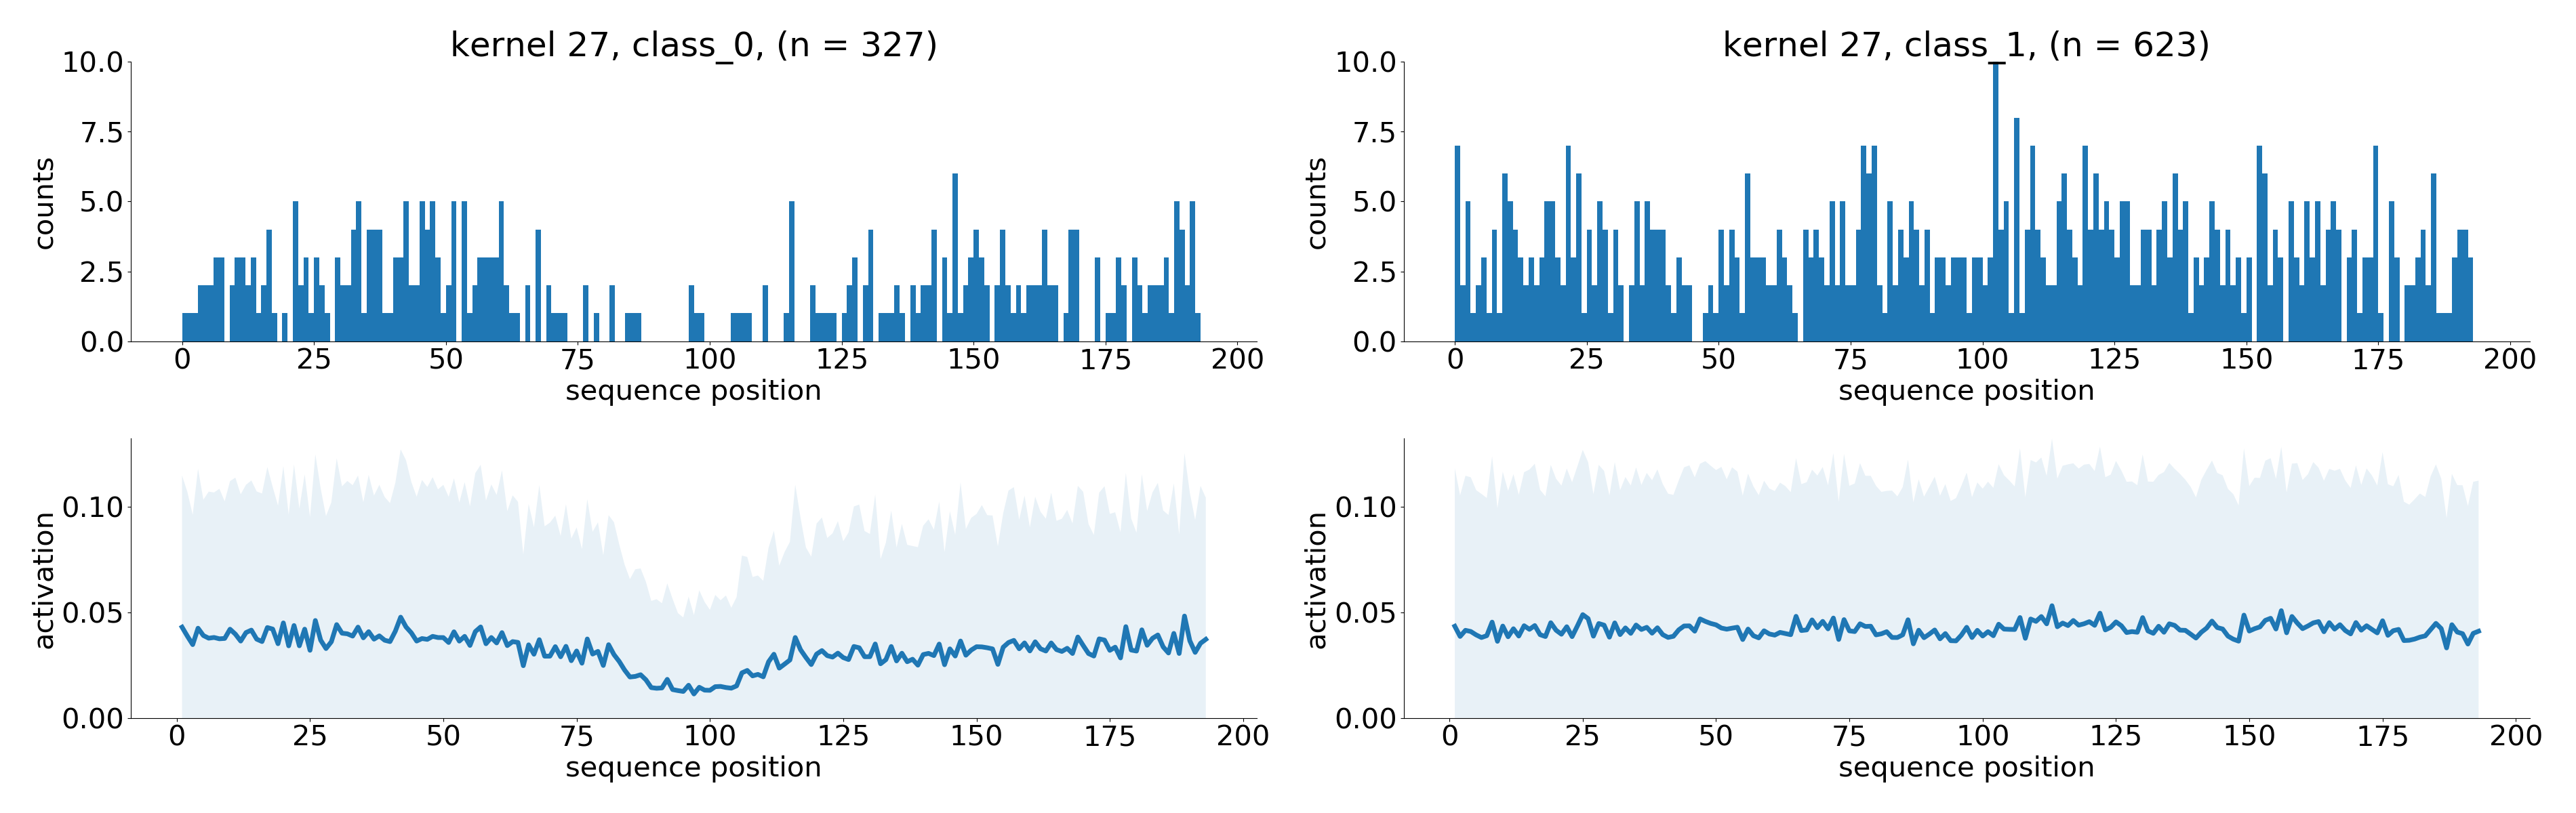 kernel 27, class_0, (n = 327)
10.0
7.5
5.0
2.5
0.0
counts
0 25 50 75 100 125 150 175 200
sequence position
0.10
0.05
0.00
activation
0 25 50 75 100 125 150 175 200
sequence position
kernel 27, class_1, (n = 623)
10.0
7.5
5.0
2.5
0.0
counts
0 25 50 75 100 125 150 175 200
sequence position
0.10
0.05
0.00
activation
0 25 50 75 100 125 150 175 200
sequence position